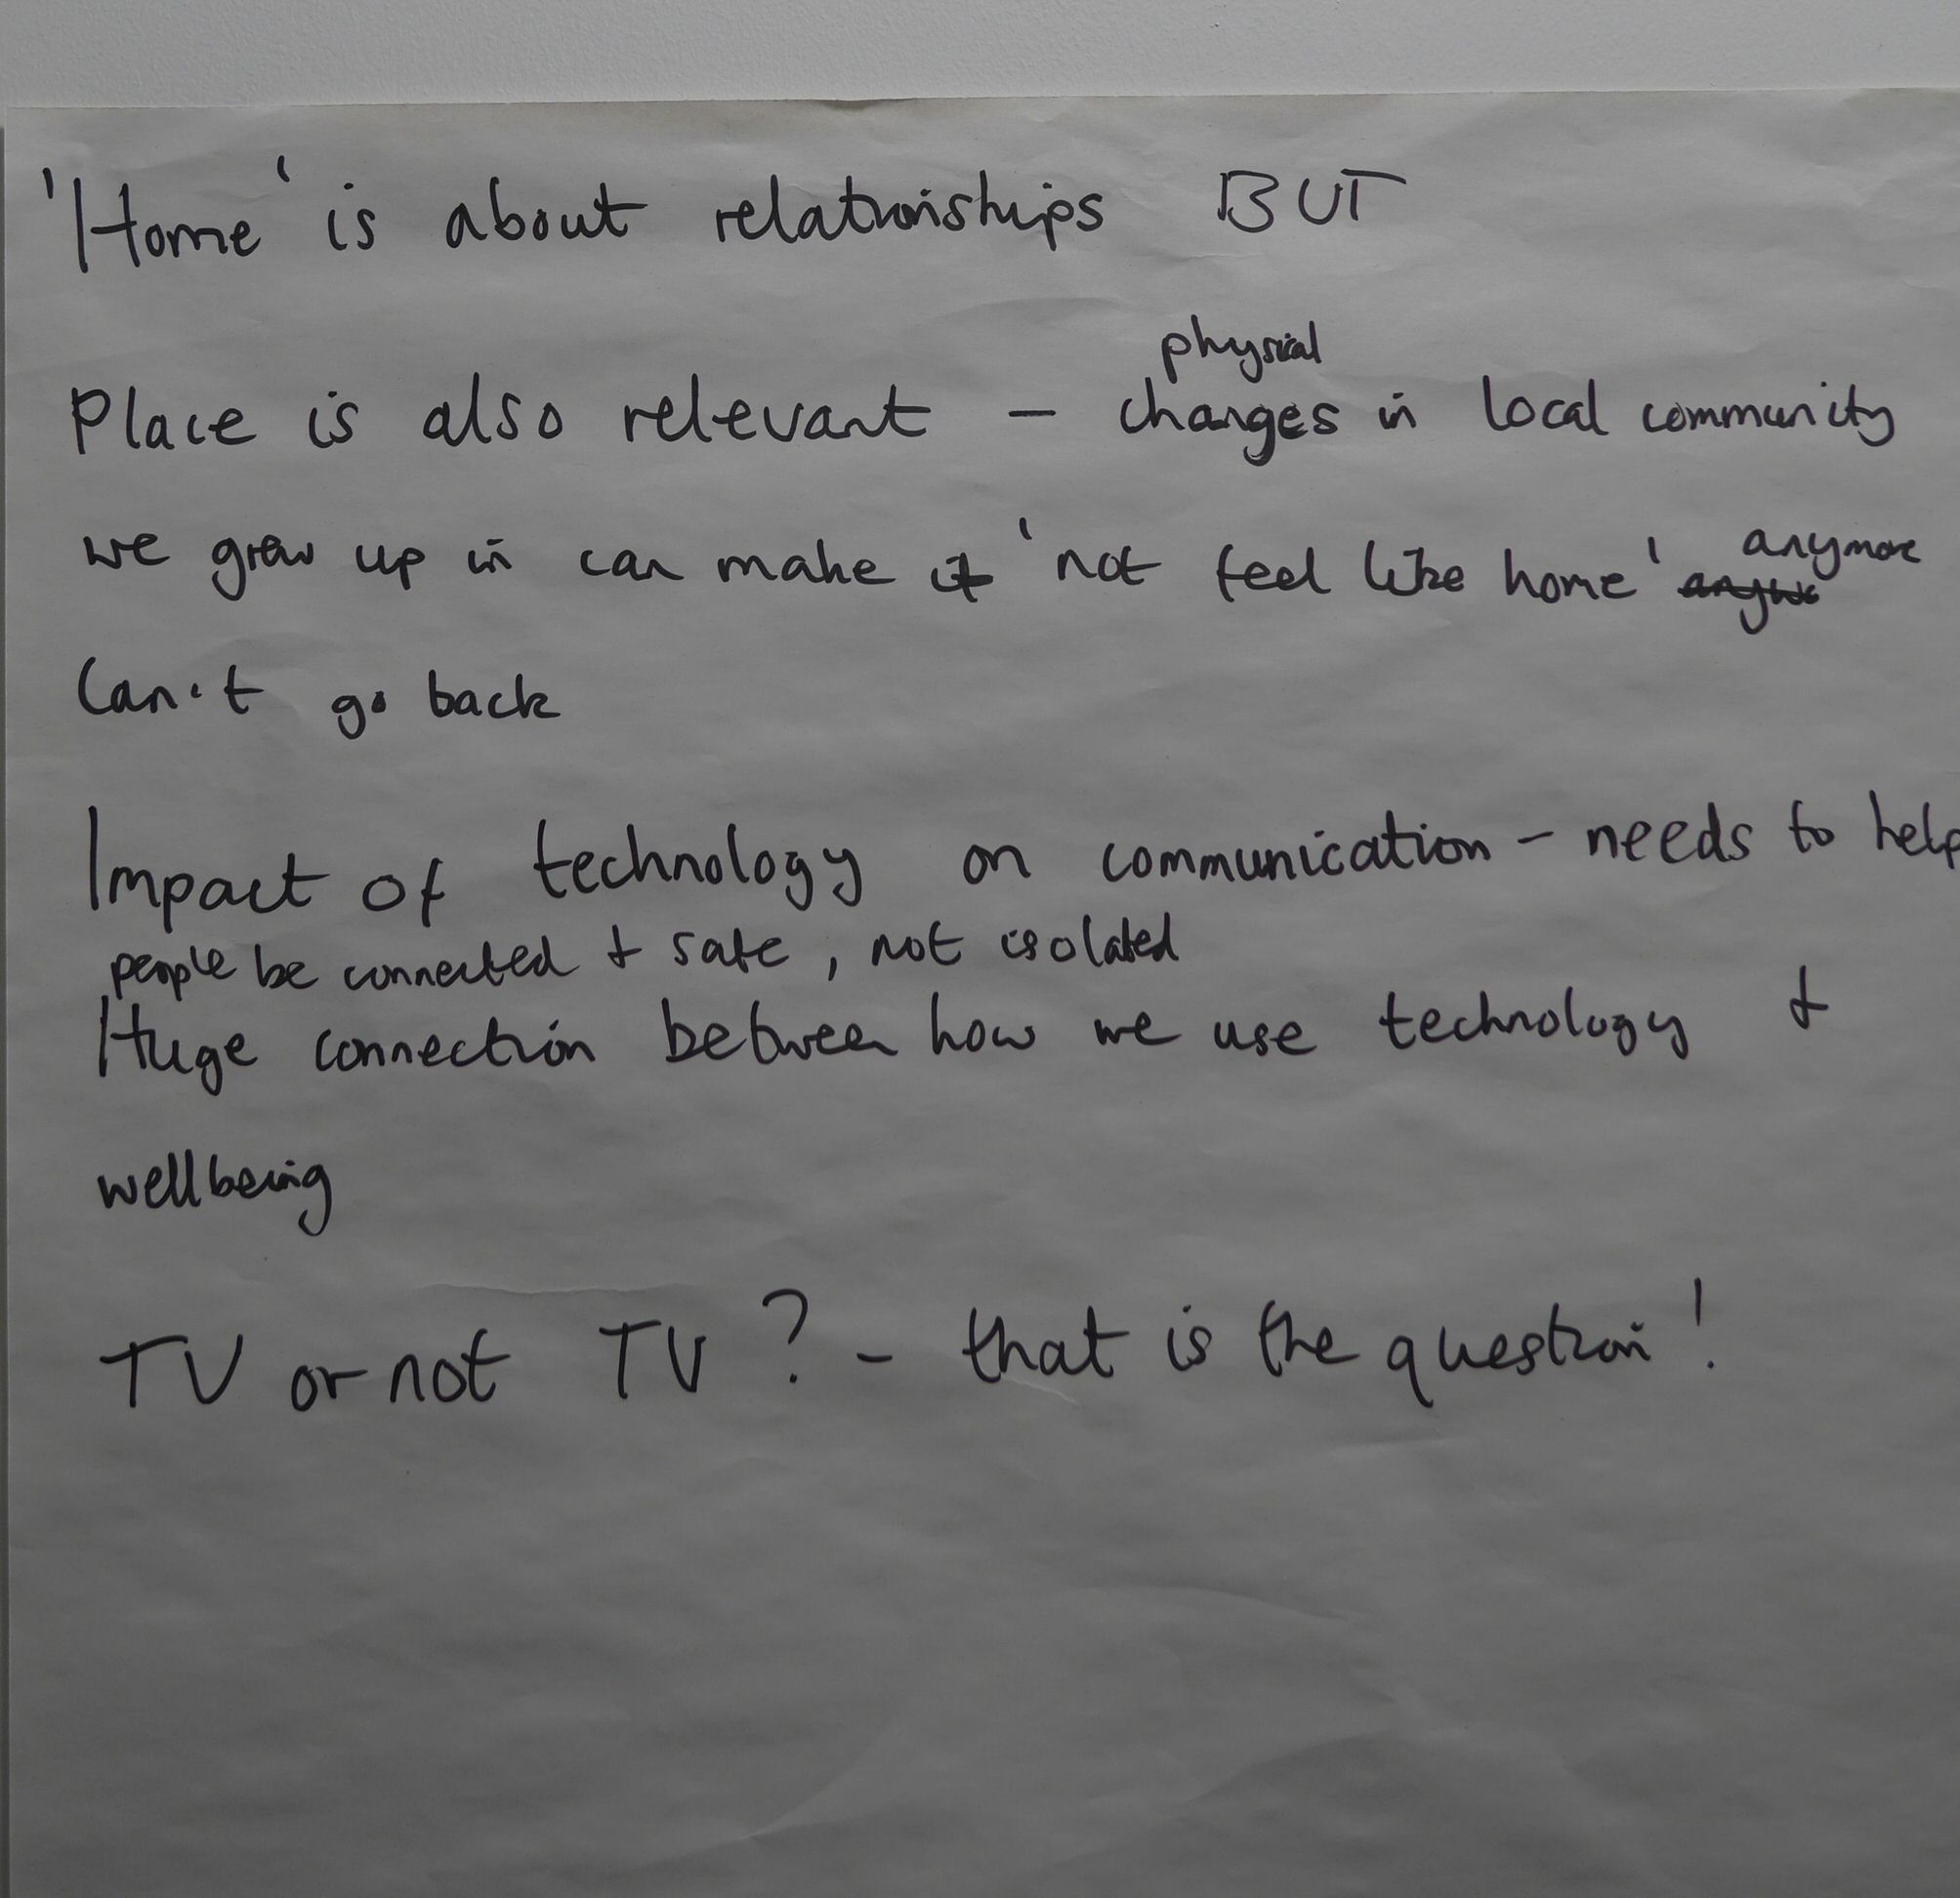 'Home' is about relationships BUT
physical
Place is also relevant – changes in local community
anymore
we grew up in can make it 'not feel like home'
Can't go back
Impact of technology on communication – needs to help
people be connected & safe, not isolated
Huge connection between how we use technology &
wellbeing
TV or not TV? – that is the question!